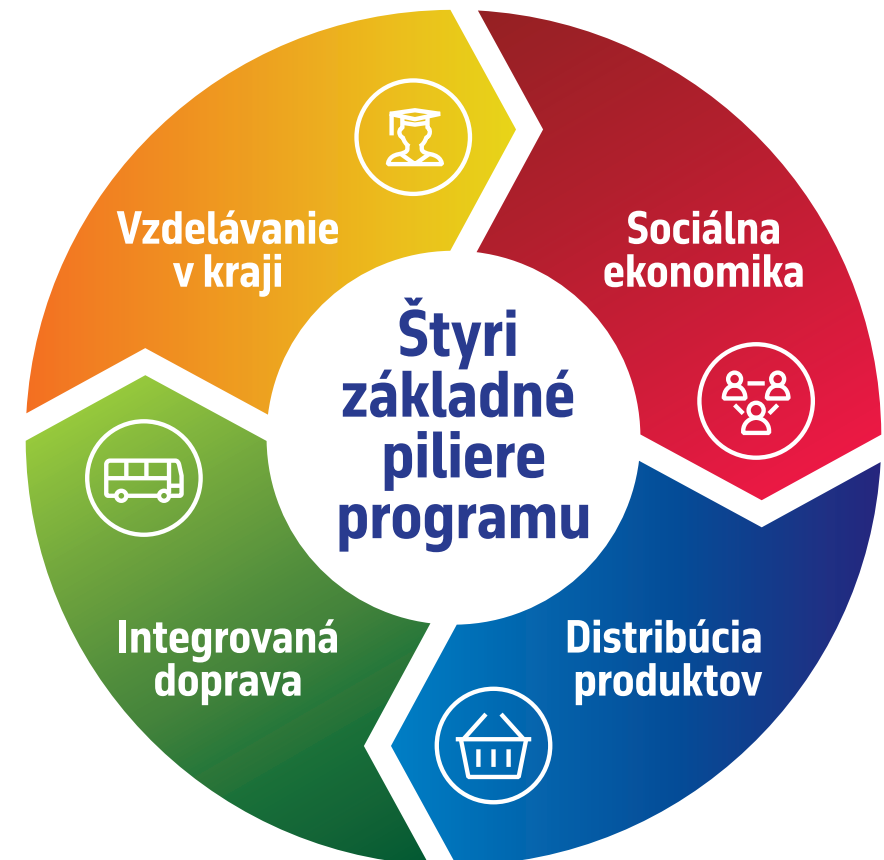 Vzdelávanie
v kraji
Sociálna
ekonomika
Štyri
základné
piliere
programu
Integrovaná
doprava
Distribúcia
produktov